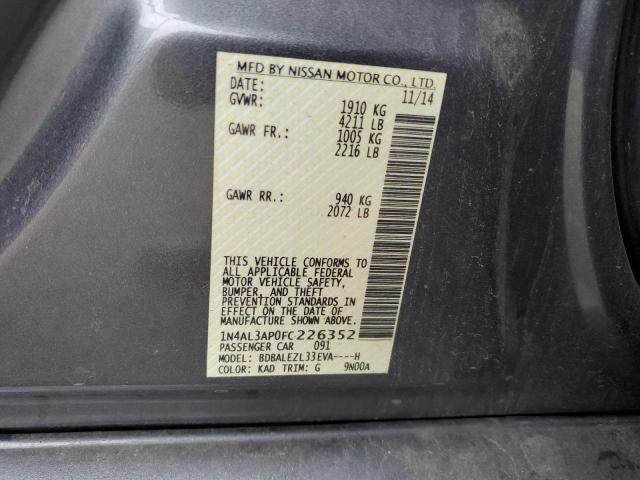 MFD BY NISSAN MOTOR CO., LTD.
DATE: 11/14
GVWR: 1910 KG
4211 LB
GAWR FR.: 1005 KG
2216 LB
GAWR RR.: 940 KG
2072 LB
THIS VEHICLE CONFORMS TO
ALL APPLICABLE FEDERAL
MOTOR VEHICLE SAFETY,
BUMPER, AND THEFT
PREVENTION STANDARDS IN
EFFECT ON THE DATE OF
MANUFACTURE SHOWN ABOVE.
1N4AL3AP0FC226352
PASSENGER CAR 091
MODEL: BDBALEZL33EVA----H
COLOR: KAD TRIM: G 9N00A